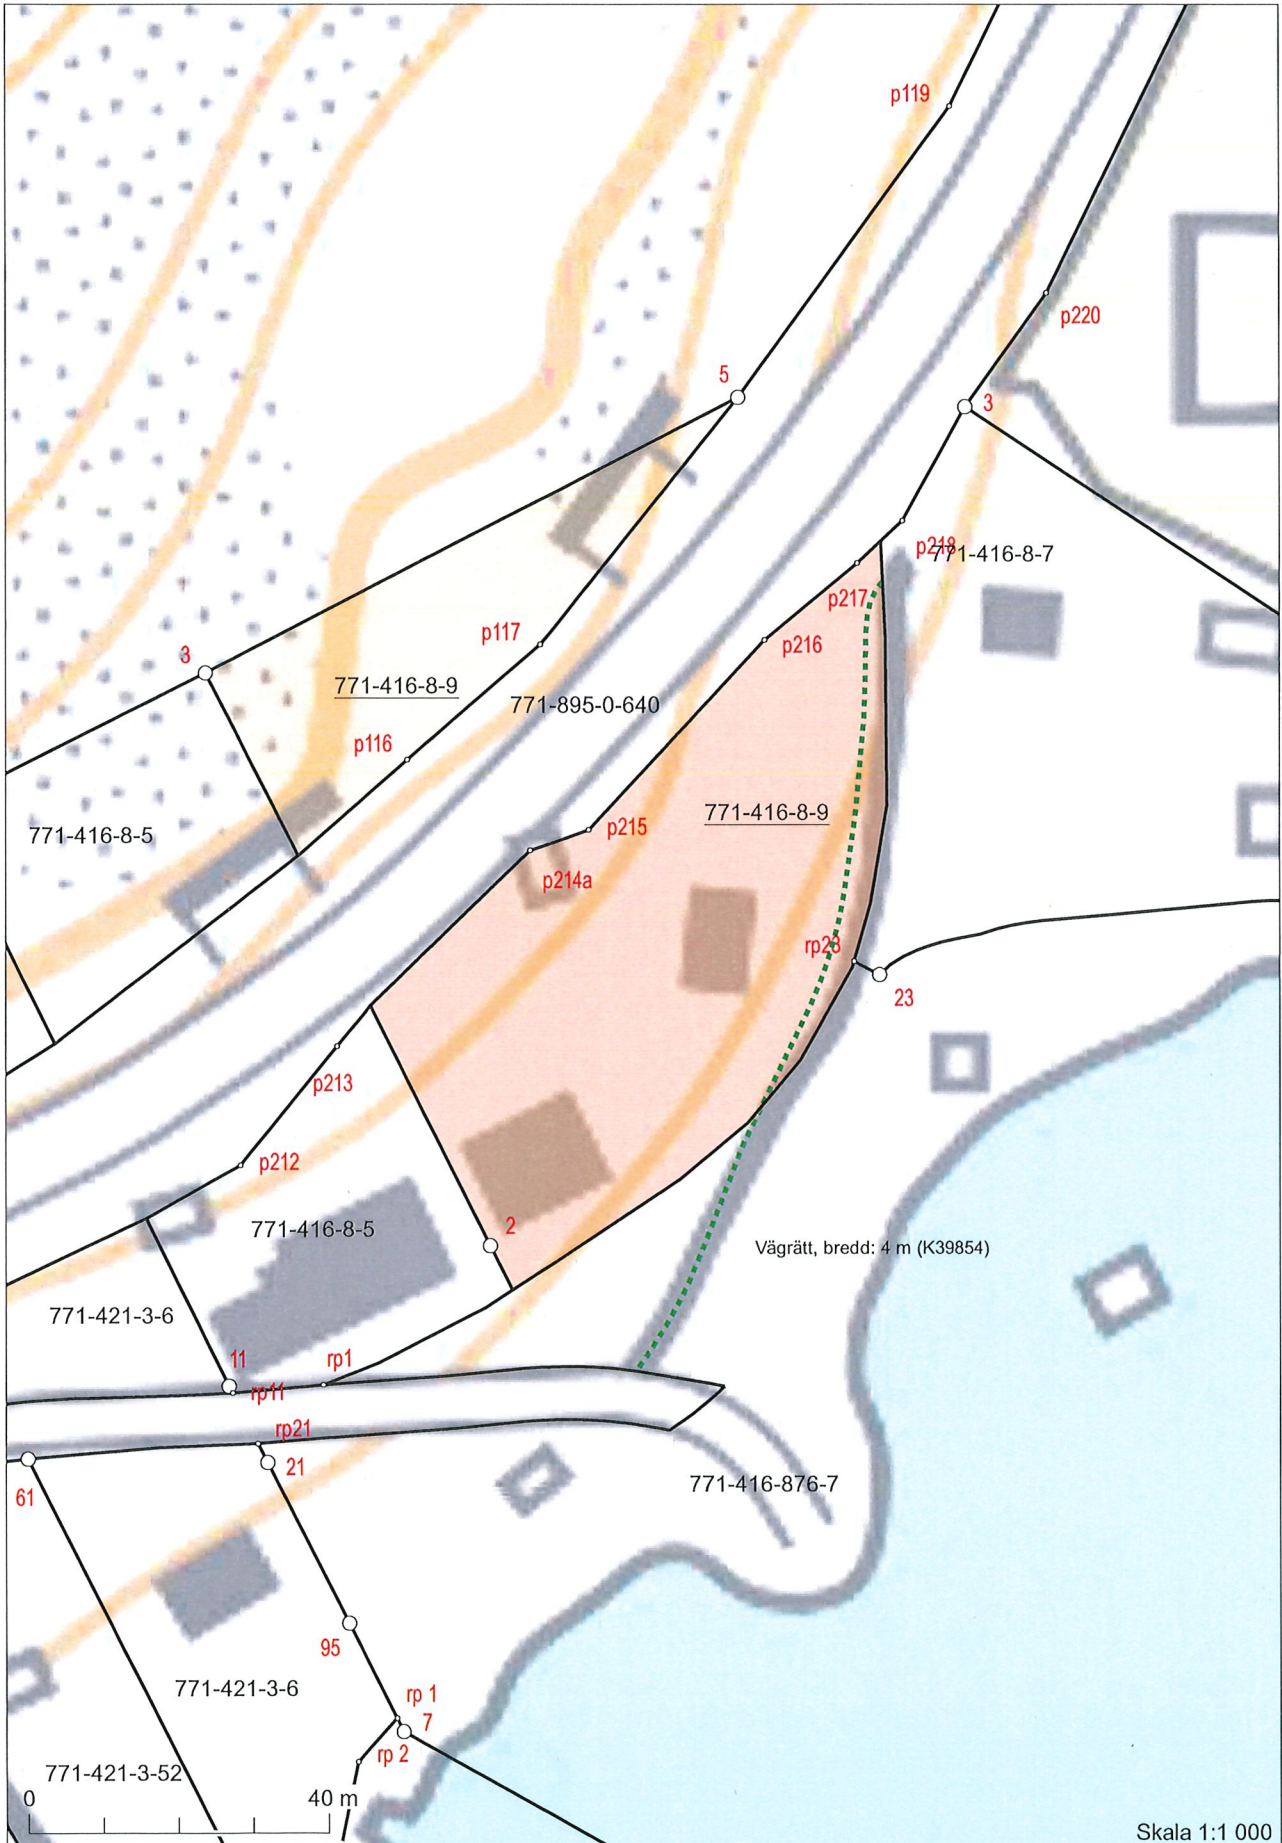 p119
p220
5
3
p218
771-416-8-7
p217
p117
p216
3
771-416-8-9
771-895-0-640
p116
771-416-8-9
p215
771-416-8-5
p214a
rp23
23
p213
p212
2
771-416-8-5
Vägrätt, bredd: 4 m (K39854)
771-421-3-6
11
rp1
rp11
rp21
21
61
771-416-876-7
95
771-421-3-6
rp 1
7
rp 2
771-421-3-52
0
40 m
Skala 1:1 000